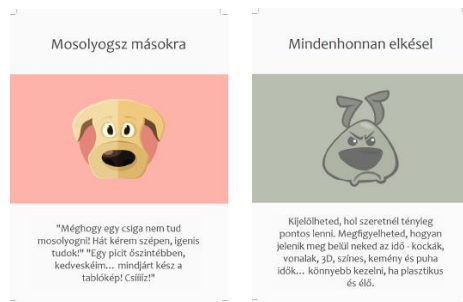 Mosolyogsz másokra
"Méghogy egy csiga nem tud
mosolyogni! Hát kérem szépen, igenis
tudok!" "Egy picit őszintébben,
kedveskéim... mindjárt kész a
tablókép! Csíííz!"
Mindenhonnan elkésel
Kijelölheted, hol szeretnél tényleg
pontos lenni. Megfigyelheted, hogyan
jelenik meg belül neked az idő - kockák,
vonalak, 3D, színes, kemény és puha
idők... könnyebb kezelni, ha plasztikus
és élő.